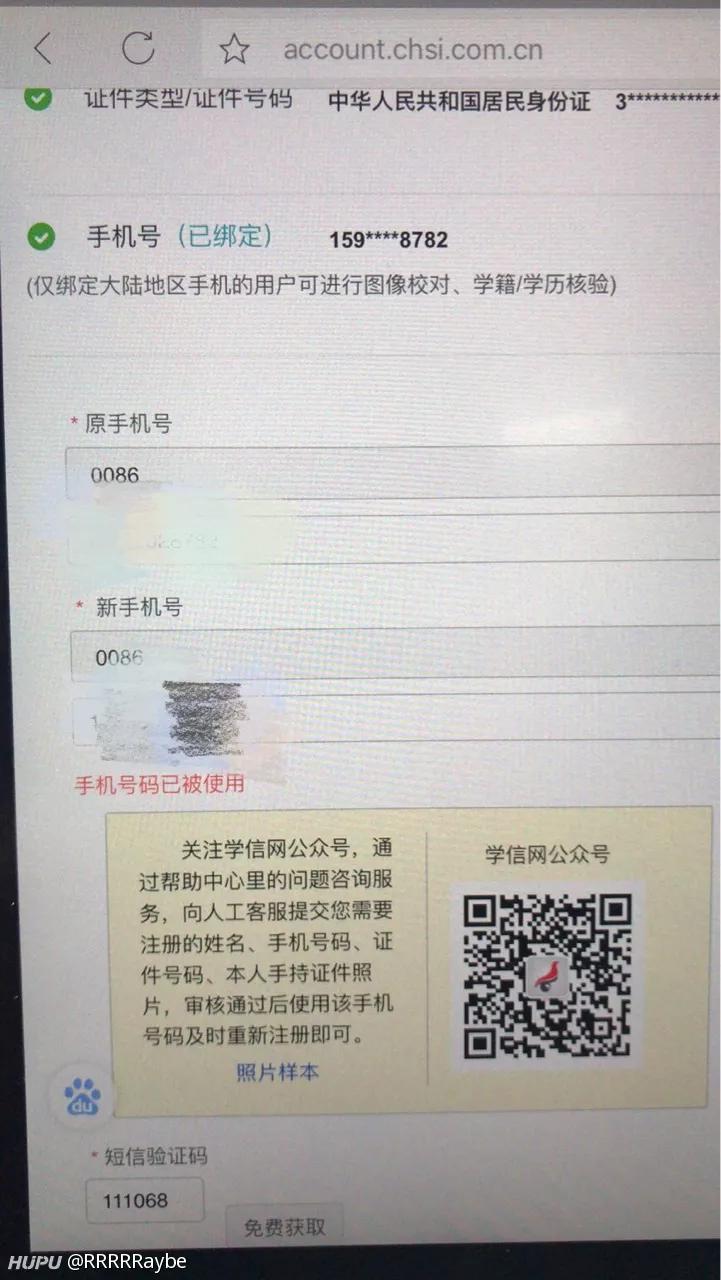 account.chsi.com.cn
证件类型/证件号码 中华人民共和国居民身份证 3***********
手机号 (已绑定) 159****8782
(仅绑定大陆地区手机的用户可进行图像校对、学籍/学历核验)
* 原手机号
0086
* 新手机号
0086
手机号码已被使用
关注学信网公众号，通
过帮助中心里的问题咨询服
务，向人工客服提交您需要
注册的姓名、手机号码、证
件号码、本人手持证件照
片，审核通过后使用该手机
号码及时重新注册即可。
照片样本
学信网公众号
du
* 短信验证码
111068
免费获取
HUPU @RRRRRaybe